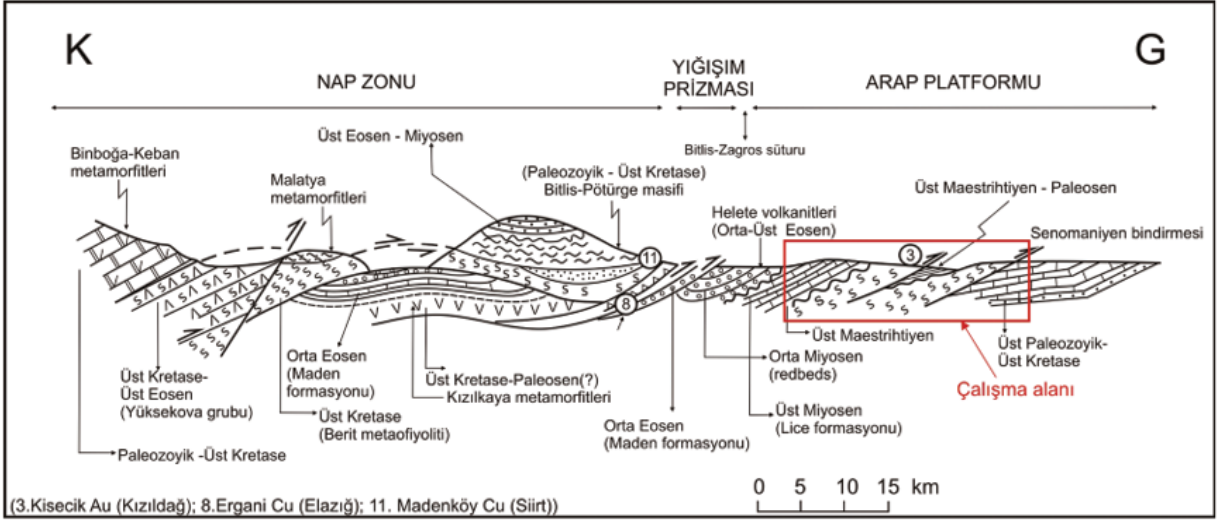 K
G
NAP ZONU
YIĞIŞIM
PRİZMASI
ARAP PLATFORMU
Üst Eosen - Miyosen
Bitlis-Zagros süturu
Binboğa-Keban
metamorfitleri
Malatya
metamorfitleri
(Paleozoyik - Üst Kretase)
Bitlis-Pötürge masifi
Helete volkanitleri
(Orta-Üst Eosen)
Üst Maestrihtiyen - Paleosen
Senomaniyen bindirmesi
11
3
8
Üst Kretase-
Üst Eosen
(Yüksekova grubu)
Orta Eosen
(Maden
formasyonu)
Üst Kretase-Paleosen(?)
Kızılkaya metamorfitleri
Üst Kretase
(Berit metaofiyoliti)
Paleozoyik -Üst Kretase
Orta Eosen
(Maden formasyonu)
Üst Maestrihtiyen
Orta Miyosen
(redbeds)
Üst Miyosen
(Lice formasyonu)
Üst Paleozoyik-
Üst Kretase
Çalışma alanı
0 5 10 15 km
(3.Kisecik Au (Kızıldağ); 8.Ergani Cu (Elazığ); 11. Madenköy Cu (Siirt))